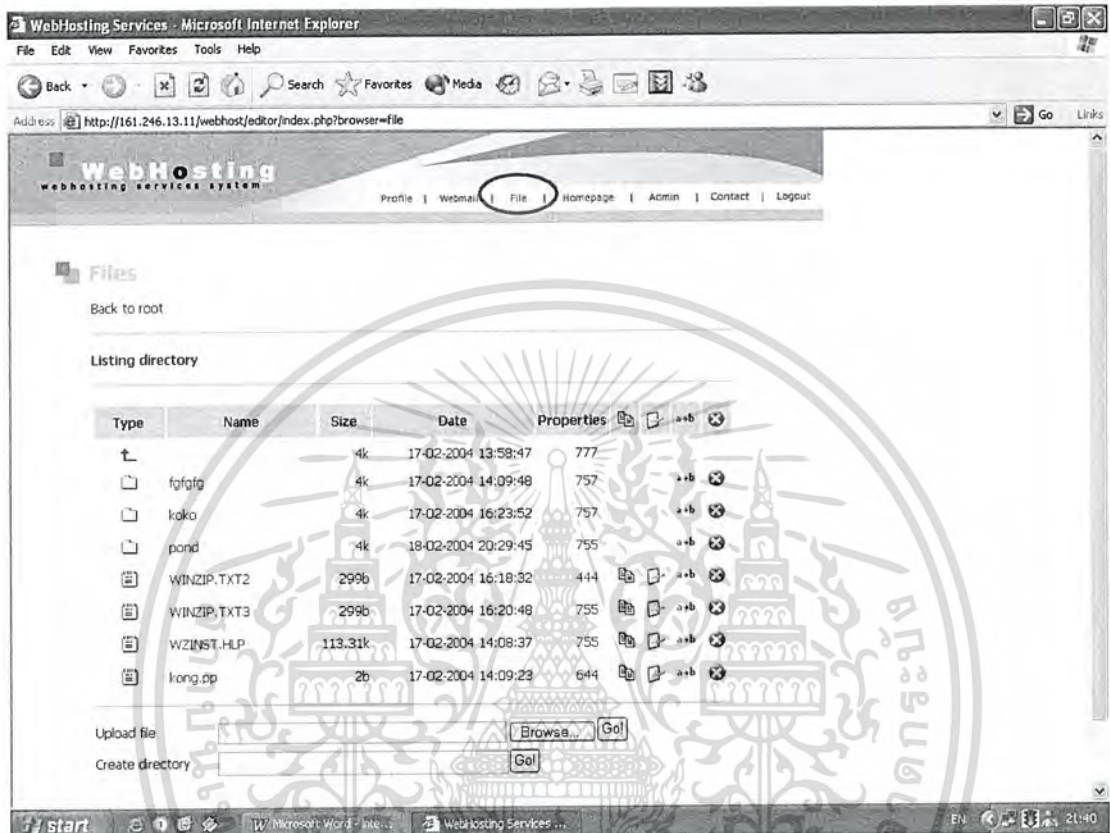 WebHosting Services - Microsoft Internet Explorer
File Edit View Favorites Tools Help
Back Search Favorites Media
Address http://161.246.13.11/webhost/editor/index.php?browser=file Go Links
WebHosting
webhosting services system
Profile | Webmail | File | Homepage | Admin | Contact | Logout
Files
Back to root
Listing directory
Type Name Size Date Properties a→b
4k 17-02-2004 13:58:47 777
fgfgfg 4k 17-02-2004 14:09:48 757 a→b
koko 4k 17-02-2004 16:23:52 757 a→b
pond 4k 18-02-2004 20:29:45 755 a→b
WINZIP.TXT2 299b 17-02-2004 16:18:32 444 a→b
WINZIP.TXT3 299b 17-02-2004 16:20:48 755 a→b
WZINST.HLP 113.31k 17-02-2004 14:08:37 755 a→b
kong.pp 2b 17-02-2004 14:09:23 644 a→b
Upload file Browse... Go!
Create directory Go!
start Microsoft Word - Inte... WebHosting Services ... EN 21:40